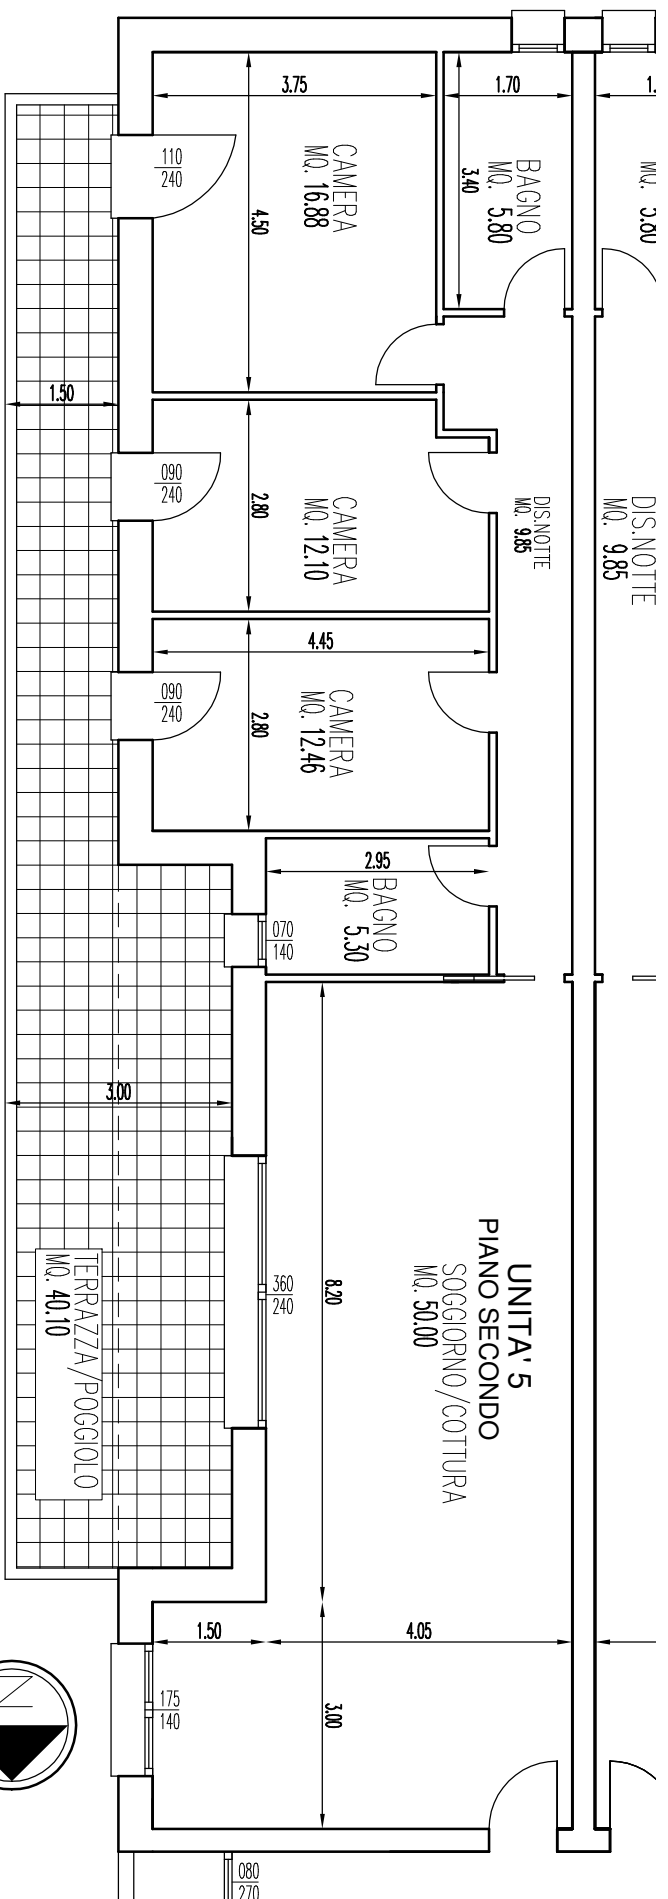 3.75
1.70
1.
CAMERA
MQ. 16.88
BAGNO
MQ. 5.80
MQ. 5.80
3.40
4.50
110
240
1.50
090
240
2.80
CAMERA
MQ. 12.10
DIS.NOTTE
MQ. 9.85
DIS.NOTTE
MQ. 9.85
4.45
090
240
2.80
CAMERA
MQ. 12.46
2.95
BAGNO
MQ. 5.30
070
140
3.00
UNITA' 5
PIANO SECONDO
SOGGIORNO/COTTURA
MQ. 50.00
8.20
360
240
TERRAZZA/POGGIOLO
MQ. 40.10
1.50
4.05
3.00
175
140
N
080
270